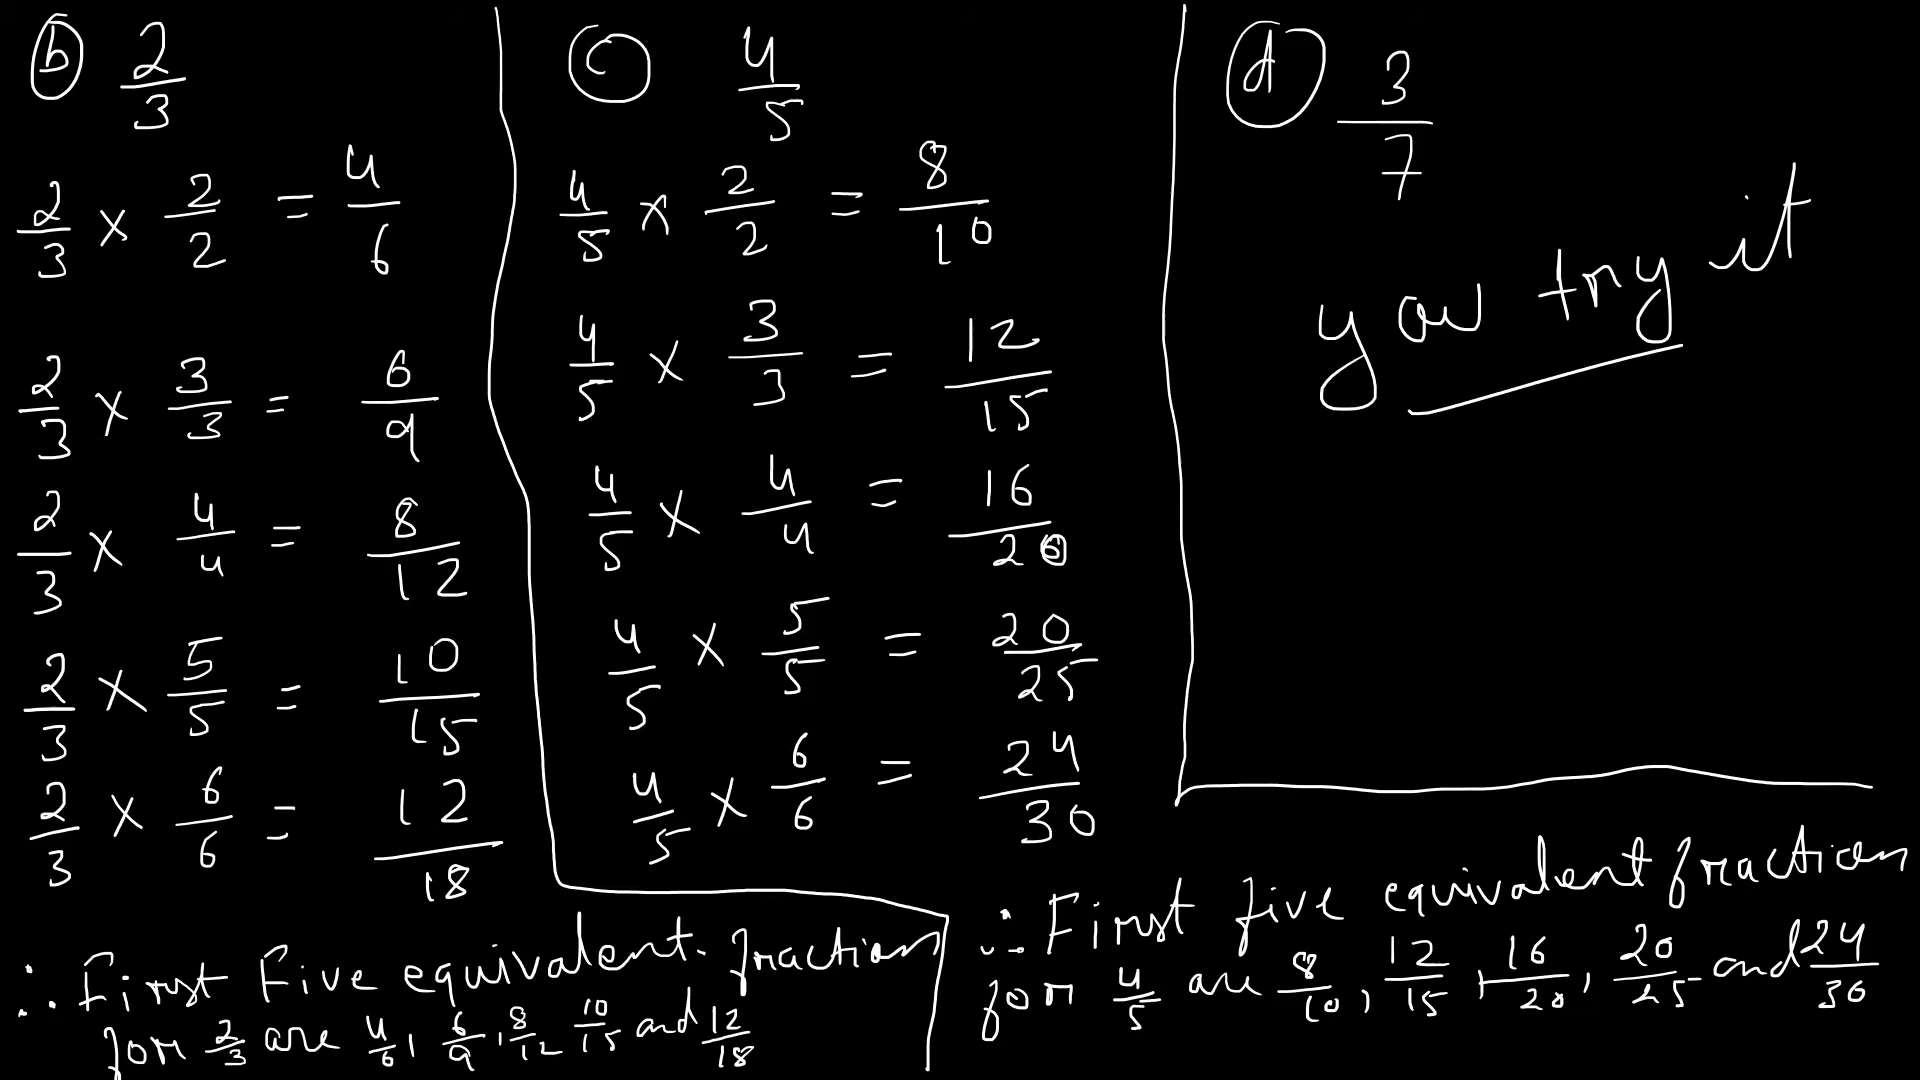 b 2/3
2/3 × 2/2 = 4/6
2/3 × 3/3 = 6/9
2/3 × 4/4 = 8/12
2/3 × 5/5 = 10/15
2/3 × 6/6 = 12/18
∴ First Five equivalent fraction
for 2/3 are 4/6, 6/9, 8/12 10/15 and 12/18
c 4/5
4/5 × 2/2 = 8/10
4/5 × 3/3 = 12/15
4/5 × 4/4 = 16/20
4/5 × 5/5 = 20/25
4/5 × 6/6 = 24/30
∴ First five equivalent fraction
for 4/5 are 8/10, 12/15, 16/20, 20/25 and 24/30
d 3/7
you try it